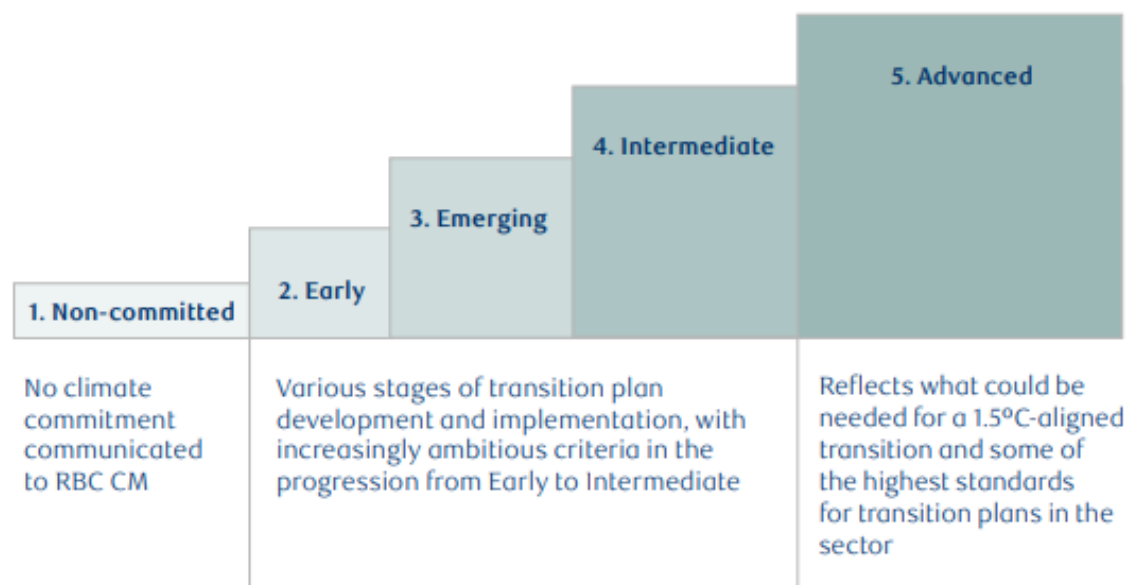 5. Advanced
4. Intermediate
3. Emerging
2. Early
1. Non-committed
No climate
commitment
communicated
to RBC CM
Various stages of transition plan
development and implementation, with
increasingly ambitious criteria in the
progression from Early to Intermediate
Reflects what could be
needed for a 1.5°C-aligned
transition and some of
the highest standards
for transition plans in the
sector